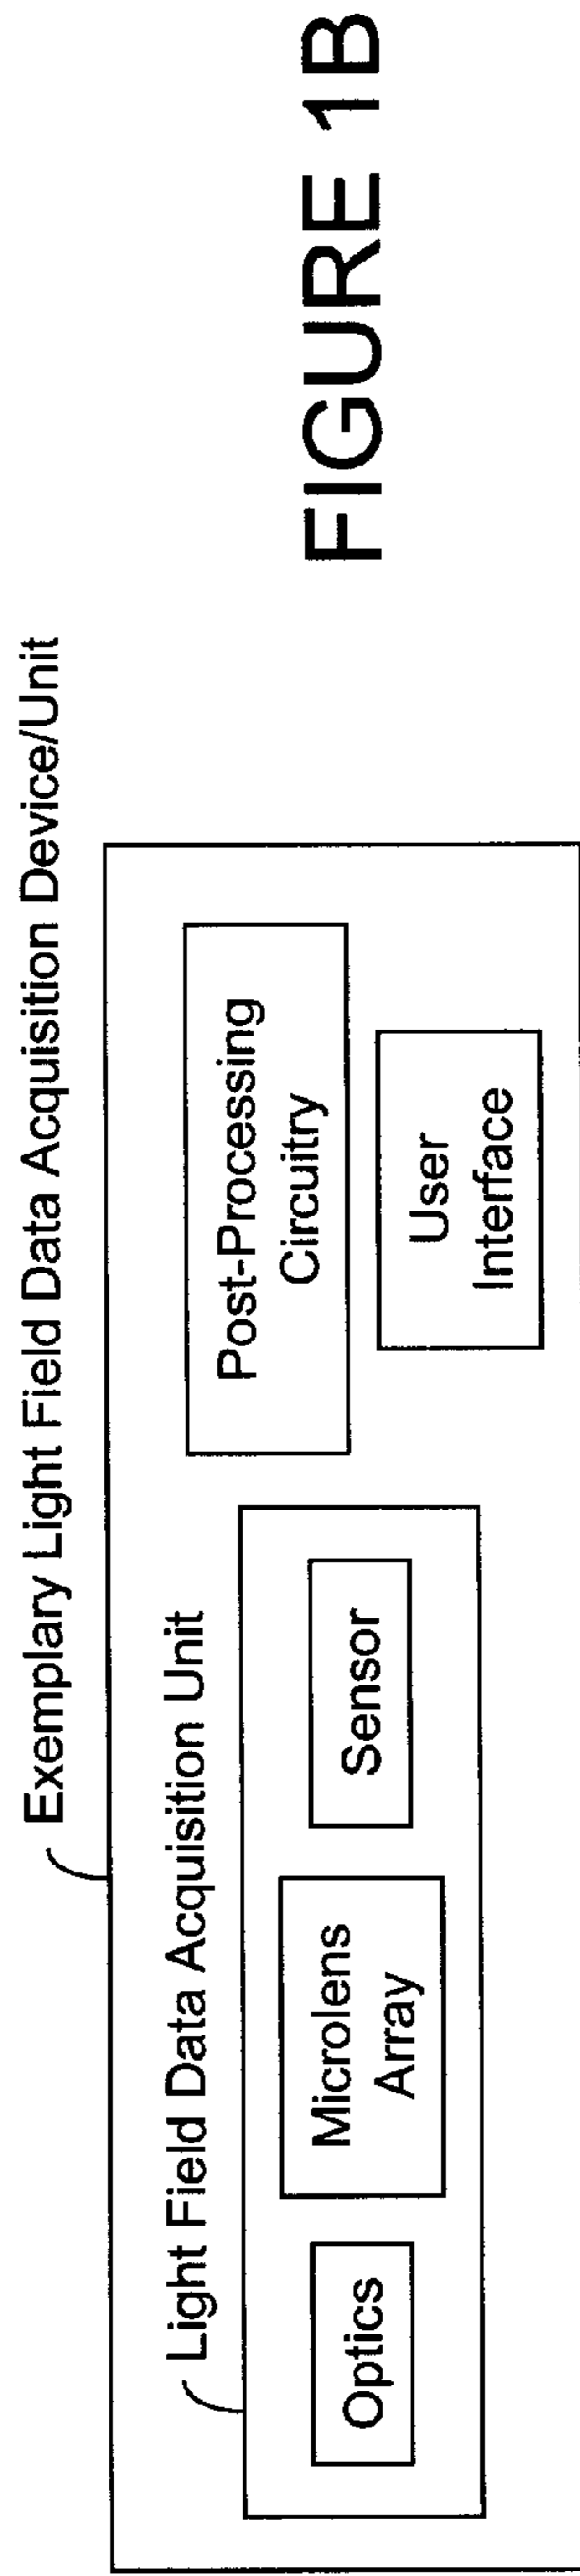 Exemplary Light Field Data Acquisition Device/Unit
Light Field Data Acquisition Unit
Optics
Microlens
Array
Sensor
Post-Processing
Circuitry
User
Interface
FIGURE 1B